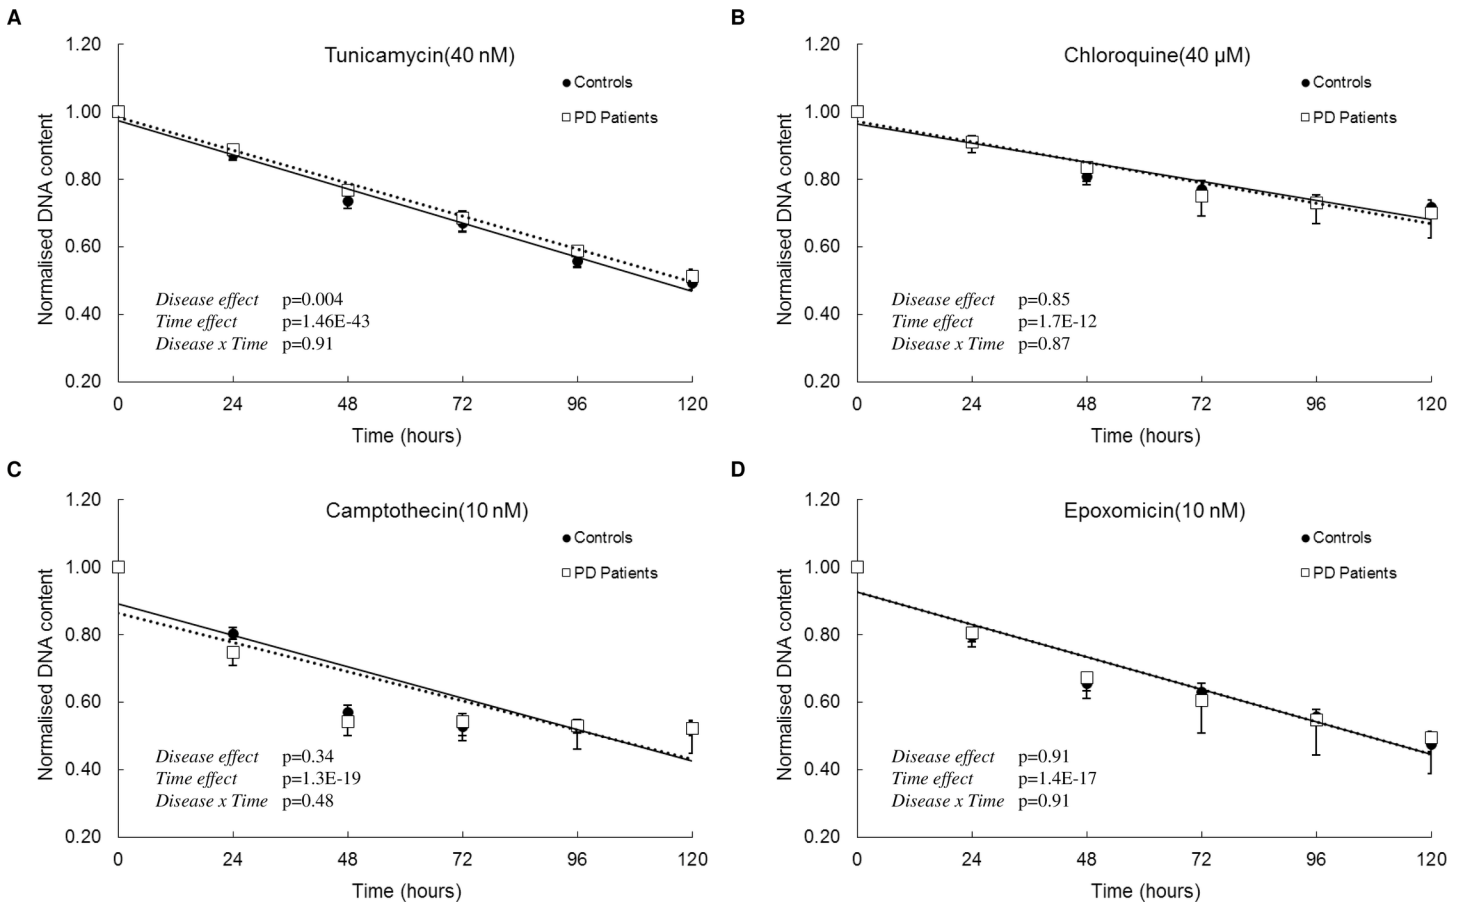 A
Tunicamycin(40 nM)
Controls
PD Patients
Normalised DNA content
1.20
1.00
0.80
0.60
0.40
0.20
Disease effect p=0.004
Time effect p=1.46E-43
Disease x Time p=0.91
0 24 48 72 96 120
Time (hours)
B
Chloroquine(40 µM)
Controls
PD Patients
Normalised DNA content
1.20
1.00
0.80
0.60
0.40
0.20
Disease effect p=0.85
Time effect p=1.7E-12
Disease x Time p=0.87
0 24 48 72 96 120
Time (hours)
C
Camptothecin(10 nM)
Controls
PD Patients
Normalised DNA content
1.20
1.00
0.80
0.60
0.40
0.20
Disease effect p=0.34
Time effect p=1.3E-19
Disease x Time p=0.48
0 24 48 72 96 120
Time (hours)
D
Epoxomicin(10 nM)
Controls
PD Patients
Normalised DNA content
1.20
1.00
0.80
0.60
0.40
0.20
Disease effect p=0.91
Time effect p=1.4E-17
Disease x Time p=0.91
0 24 48 72 96 120
Time (hours)